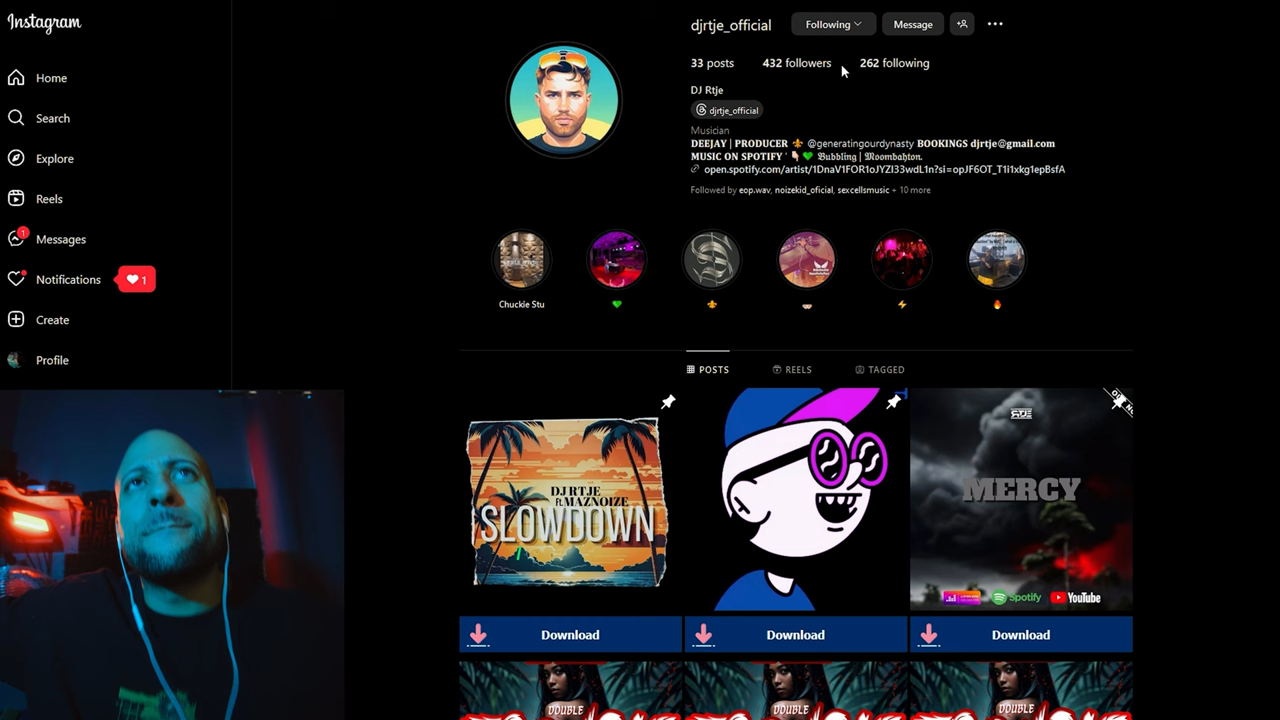 Instagram
Home
Search
Explore
Reels
1
Messages
Notifications
1
Create
Profile
djrtje_official
Following
Message
33 posts
432 followers
262 following
DJ Rtje
djrtje_official
Musician
DEEJAY | PRODUCER ⚜️ @generatingourdynasty BOOKINGS djrtje@gmail.com
MUSIC ON SPOTIFY ' 👇🏻 💚 𝕭𝖚𝖇𝖇𝖑𝖎𝖓𝖌 | 𝕸𝖔𝖔𝖒𝖇𝖆𝖍𝖙𝖔𝖓.
open.spotify.com/artist/1DnaV1FOR1oJYZI33wdL1n?si=opJF6OT_T1i1xkg1epBsfA
Followed by eop.wav, noizekid_oficial, sexcellsmusic + 10 more
Chuckie Stu
POSTS
REELS
TAGGED
DJ RTJE
ft. MAZNOIZE
SLOWDOWN
RTJE
MERCY
Spotify
YouTube
Download
Download
Download
DOUBLE
DOUBLE
DOUBLE